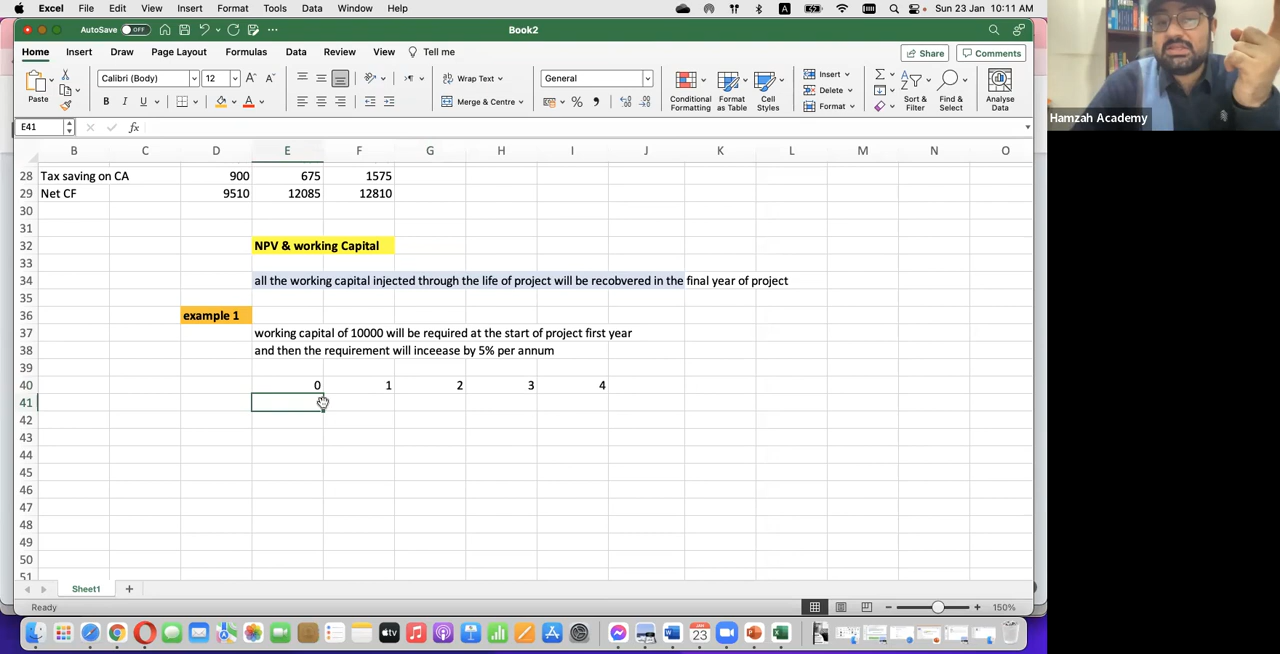 Excel File Edit View Insert Format Tools Data Window Help Sun 23 Jan 10:11 AM
AutoSave OFF Book2
Home Insert Draw Page Layout Formulas Data Review View Tell me Share Comments
Calibri (Body) 12 Wrap Text General Insert
Paste B I U Merge & Centre Conditional Formatting Format as Table Cell Styles Delete Format Sort & Filter Find & Select Analyse Data
Hamzah Academy
E41 fx
B C D E F G H I J K L M N O
28 Tax saving on CA 900 675 1575
29 Net CF 9510 12085 12810
30
31
32 NPV & working Capital
33
34 all the working capital injected through the life of project will be recobvered in the final year of project
35
36 example 1
37 working capital of 10000 will be required at the start of project first year
38 and then the requirement will inceease by 5% per annum
39
40 0 1 2 3 4
41
42
43
44
45
46
47
48
49
50
51
Sheet1
Ready 150%